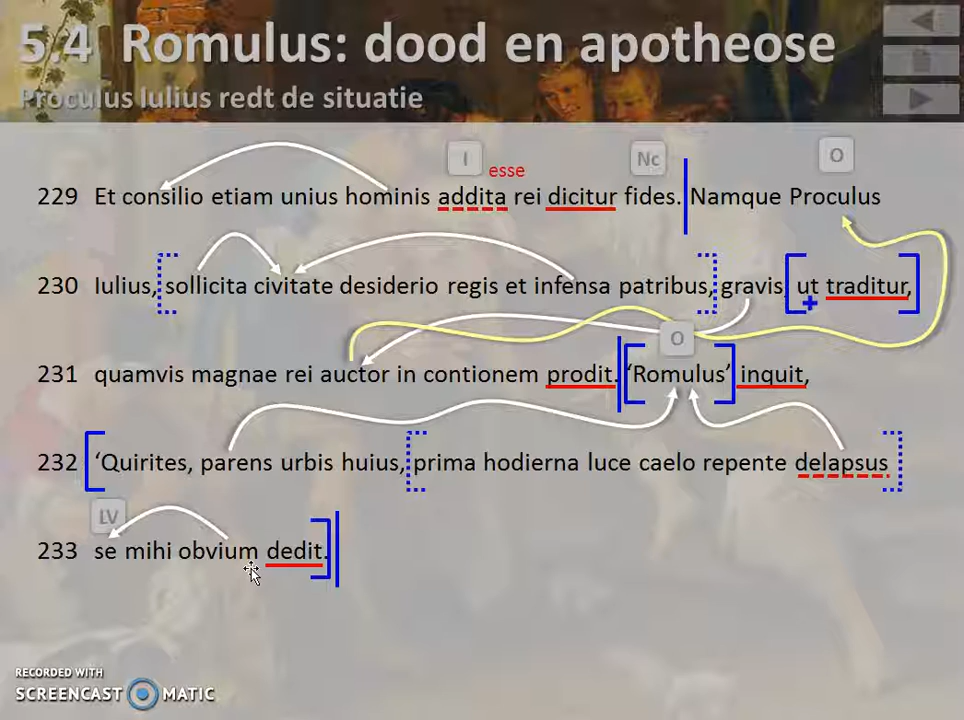 5.4 Romulus: dood en apotheose
Proculus Iulius redt de situatie
I esse Nc O
229 Et consilio etiam unius hominis addita rei dicitur fides. Namque Proculus
230 Iulius, sollicita civitate desiderio regis et infensa patribus, gravis, ut traditur,
+
O
231 quamvis magnae rei auctor in contionem prodit. ‘Romulus’ inquit,
232 ‘Quirites, parens urbis huius, prima hodierna luce caelo repente delapsus
LV
233 se mihi obvium dedit.
RECORDED WITH
SCREENCAST MATIC